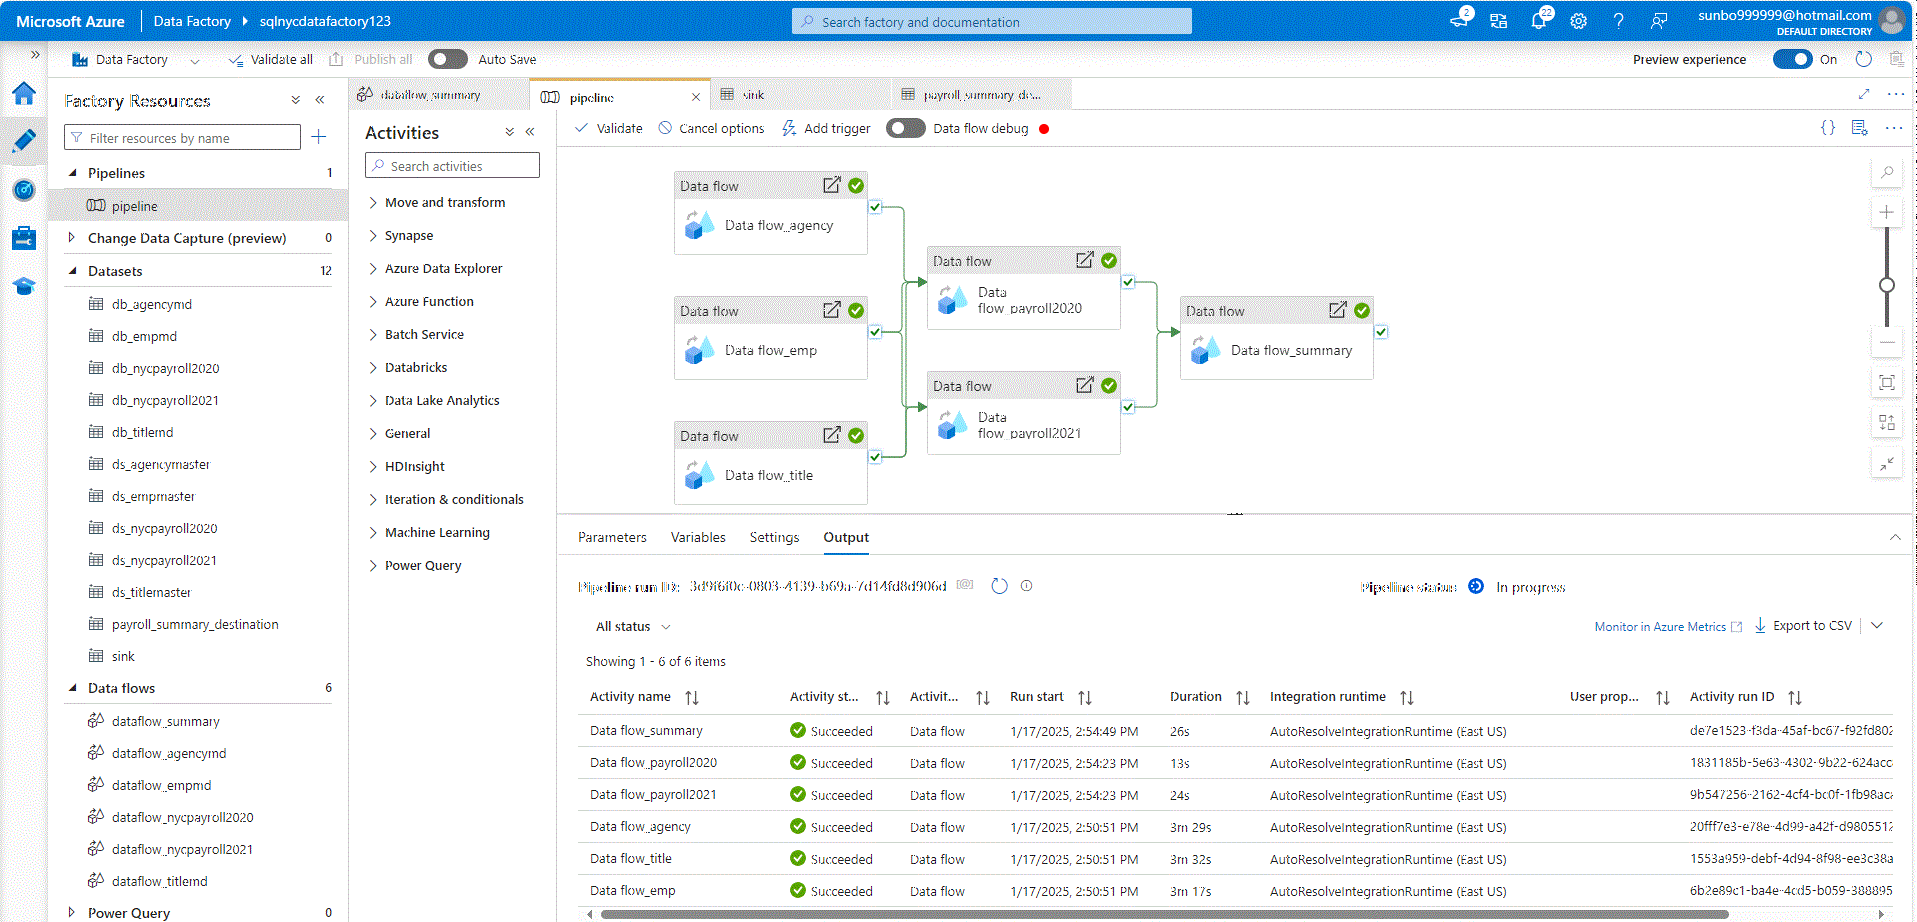 Microsoft Azure
Data Factory
sqlnycdatafactory123
Search factory and documentation
2
22
sunbo999999@hotmail.com
DEFAULT DIRECTORY
Data Factory
Validate all
Publish all
Auto Save
Preview experience
On
Factory Resources
Filter resources by name
Pipelines 1
pipeline
Change Data Capture (preview) 0
Datasets 12
db_agencymd
db_empmd
db_nycpayroll2020
db_nycpayroll2021
db_titlemd
ds_agencymaster
ds_empmaster
ds_nycpayroll2020
ds_nycpayroll2021
ds_titlemaster
payroll_summary_destination
sink
Data flows 6
dataflow_summary
dataflow_agencymd
dataflow_empmd
dataflow_nycpayroll2020
dataflow_nycpayroll2021
dataflow_titlemd
Power Query 0
dataflow_summary
pipeline
sink
payroll_summary_de...
Activities
Search activities
Move and transform
Synapse
Azure Data Explorer
Azure Function
Batch Service
Databricks
Data Lake Analytics
General
HDInsight
Iteration & conditionals
Machine Learning
Power Query
Validate
Cancel options
Add trigger
Data flow debug
Data flow
Data flow_agency
Data flow
Data flow_emp
Data flow
Data flow_title
Data flow
Data
flow_payroll2020
Data flow
Data
flow_payroll2021
Data flow
Data flow_summary
Parameters
Variables
Settings
Output
Pipeline run ID: 3d9f6f0c-0803-4139-b69a-7d14fd8d906d
Pipeline status In progress
All status
Monitor in Azure Metrics
Export to CSV
Showing 1 - 6 of 6 items
Activity name Activity st... Activit... Run start Duration Integration runtime User prop... Activity run ID
Data flow_summary Succeeded Data flow 1/17/2025, 2:54:49 PM 26s AutoResolveIntegrationRuntime (East US) de7e1523-f3da-45af-bc67-f92fd802
Data flow_payroll2020 Succeeded Data flow 1/17/2025, 2:54:23 PM 13s AutoResolveIntegrationRuntime (East US) 1831185b-5e63-4302-9b22-624acc
Data flow_payroll2021 Succeeded Data flow 1/17/2025, 2:54:23 PM 24s AutoResolveIntegrationRuntime (East US) 9b547256-2162-4cf4-bc0f-1fb98aca
Data flow_agency Succeeded Data flow 1/17/2025, 2:50:51 PM 3m 29s AutoResolveIntegrationRuntime (East US) 20fff7e3-e78e-4d99-a42f-d9805512
Data flow_title Succeeded Data flow 1/17/2025, 2:50:51 PM 3m 32s AutoResolveIntegrationRuntime (East US) 1553a959-debf-4d94-8f98-ee3c38a
Data flow_emp Succeeded Data flow 1/17/2025, 2:50:51 PM 3m 17s AutoResolveIntegrationRuntime (East US) 6b2e89c1-ba4e-4cd5-b059-388895